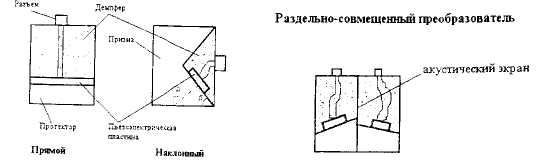 Разъем
Демпфер
Призма
Протектор
Пьезоэлектрическая
пластина
Прямой
Наклонный
Раздельно-совмещенный преобразователь
акустический экран